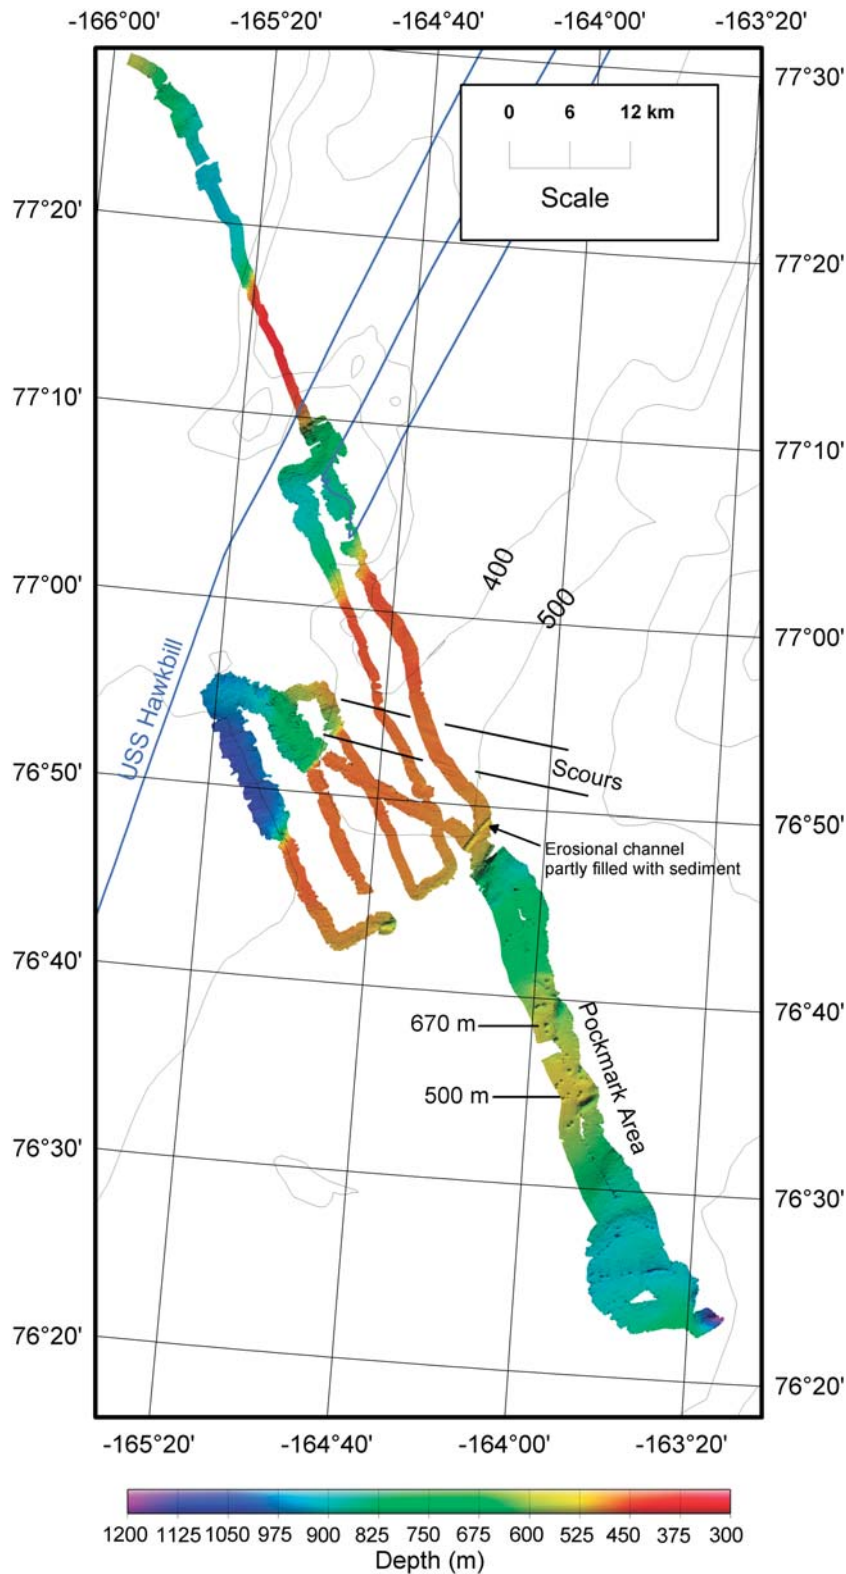 -166°00' -165°20' -164°40' -164°00' -163°20'
77°30'
0 6 12 km
Scale
77°20'
77°20'
77°10'
77°10'
400
77°00'
500
77°00'
USS Hawkbill
76°50'
Scours
76°50'
Erosional channel
partly filled with sediment
76°40'
76°40'
670 m
Pockmark Area
500 m
76°30'
76°30'
76°20'
76°20'
-165°20' -164°40' -164°00' -163°20'
1200 1125 1050 975 900 825 750 675 600 525 450 375 300
Depth (m)